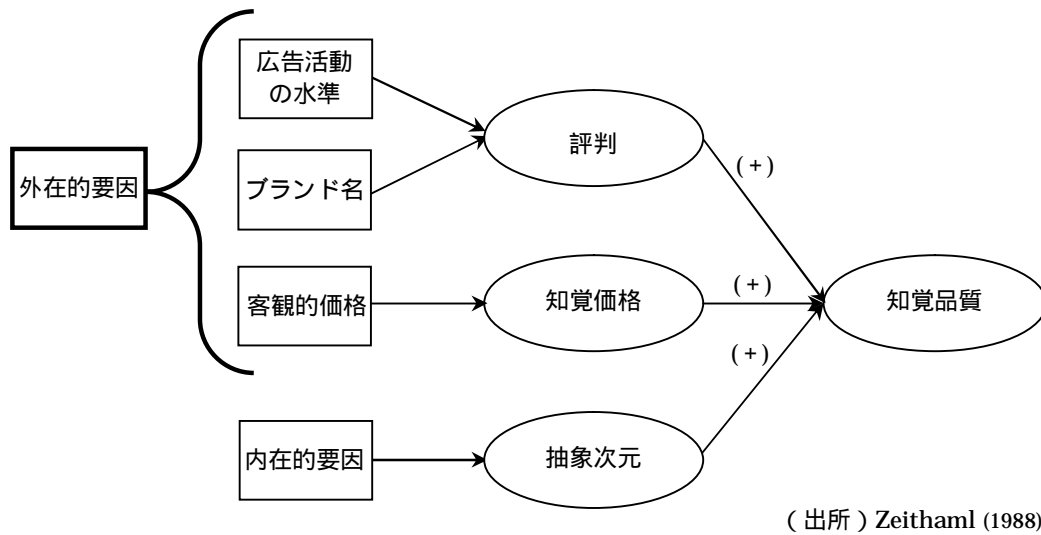 広告活動
の水準
評判
(+)
外在的要因
ブランド名
客観的価格
知覚価格
(+)
知覚品質
(+)
内在的要因
抽象次元
(出所) Zeithaml (1988)